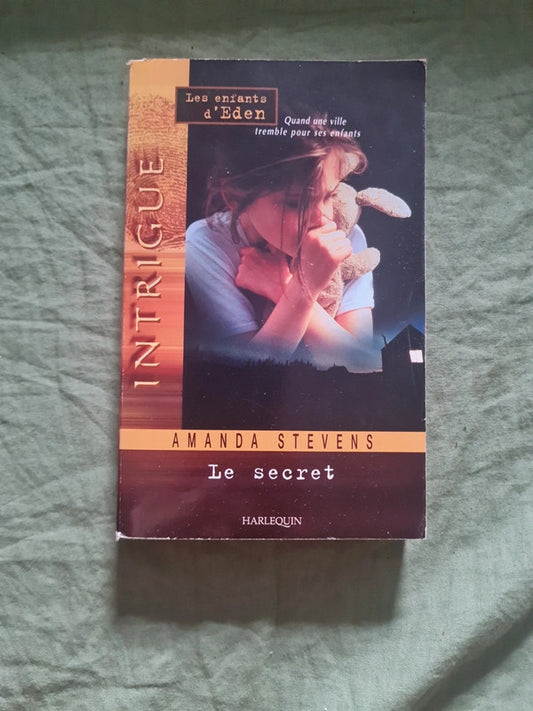 Les enfants
d'Eden
Quand une ville
tremble pour ses enfants
INTRIGUE
AMANDA STEVENS
Le secret
HARLEQUIN